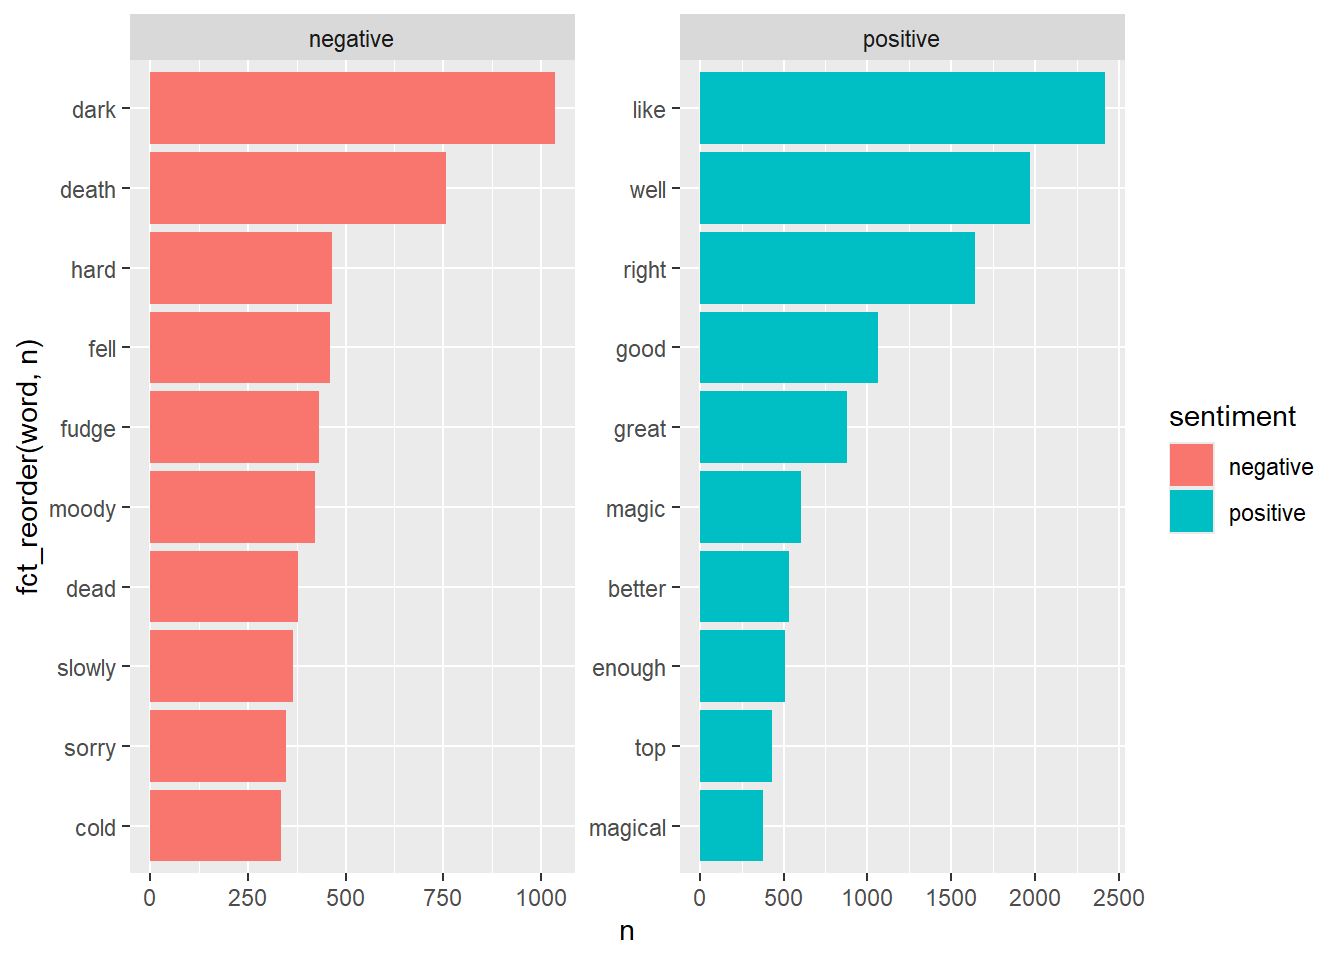 negative
positive
dark
death
hard
fell
fudge
moody
dead
slowly
sorry
cold
like
well
right
good
great
magic
better
enough
top
magical
0 250 500 750 1000
0 500 1000 1500 2000 2500
n
fct_reorder(word, n)
sentiment
negative
positive